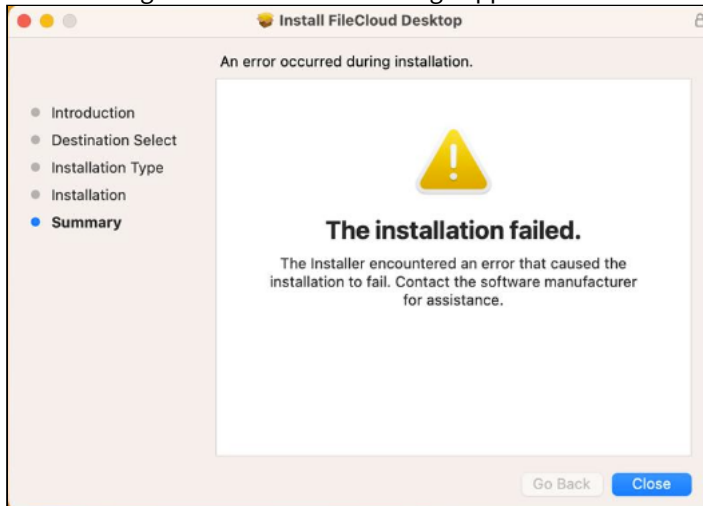 Install FileCloud Desktop
An error occurred during installation.
Introduction
Destination Select
Installation Type
Installation
Summary
The installation failed.
The Installer encountered an error that caused the
installation to fail. Contact the software manufacturer
for assistance.
Go Back
Close